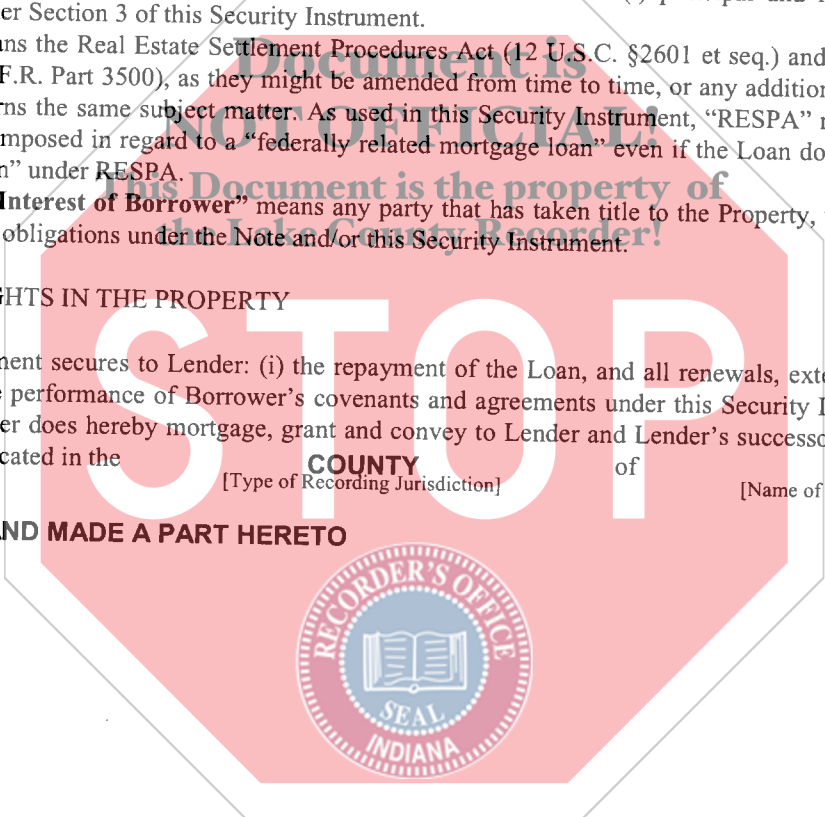 er Section 3 of this Security Instrument.
ns the Real Estate Settlement Procedures Act (12 U.S.C. §2601 et seq.) and
F.R. Part 3500), as they might be amended from time to time, or any addition
rns the same subject matter. As used in this Security Instrument, “RESPA”
mposed in regard to a “federally related mortgage loan” even if the Loan do
n” under RESPA.
Interest of Borrower” means any party that has taken title to the Property,
obligations under the Note and/or this Security Instrument.
Document is
NOT OFFICIAL!
This Document is the property of
the Lake County Recorder!
GHTS IN THE PROPERTY
ment secures to Lender: (i) the repayment of the Loan, and all renewals, exte
performance of Borrower’s covenants and agreements under this Security I
er does hereby mortgage, grant and convey to Lender and Lender’s successo
cated in the COUNTY of
[Type of Recording Jurisdiction] [Name of
AND MADE A PART HERETO
STOP
RECORDER’S OFFICE
SEAL
INDIANA